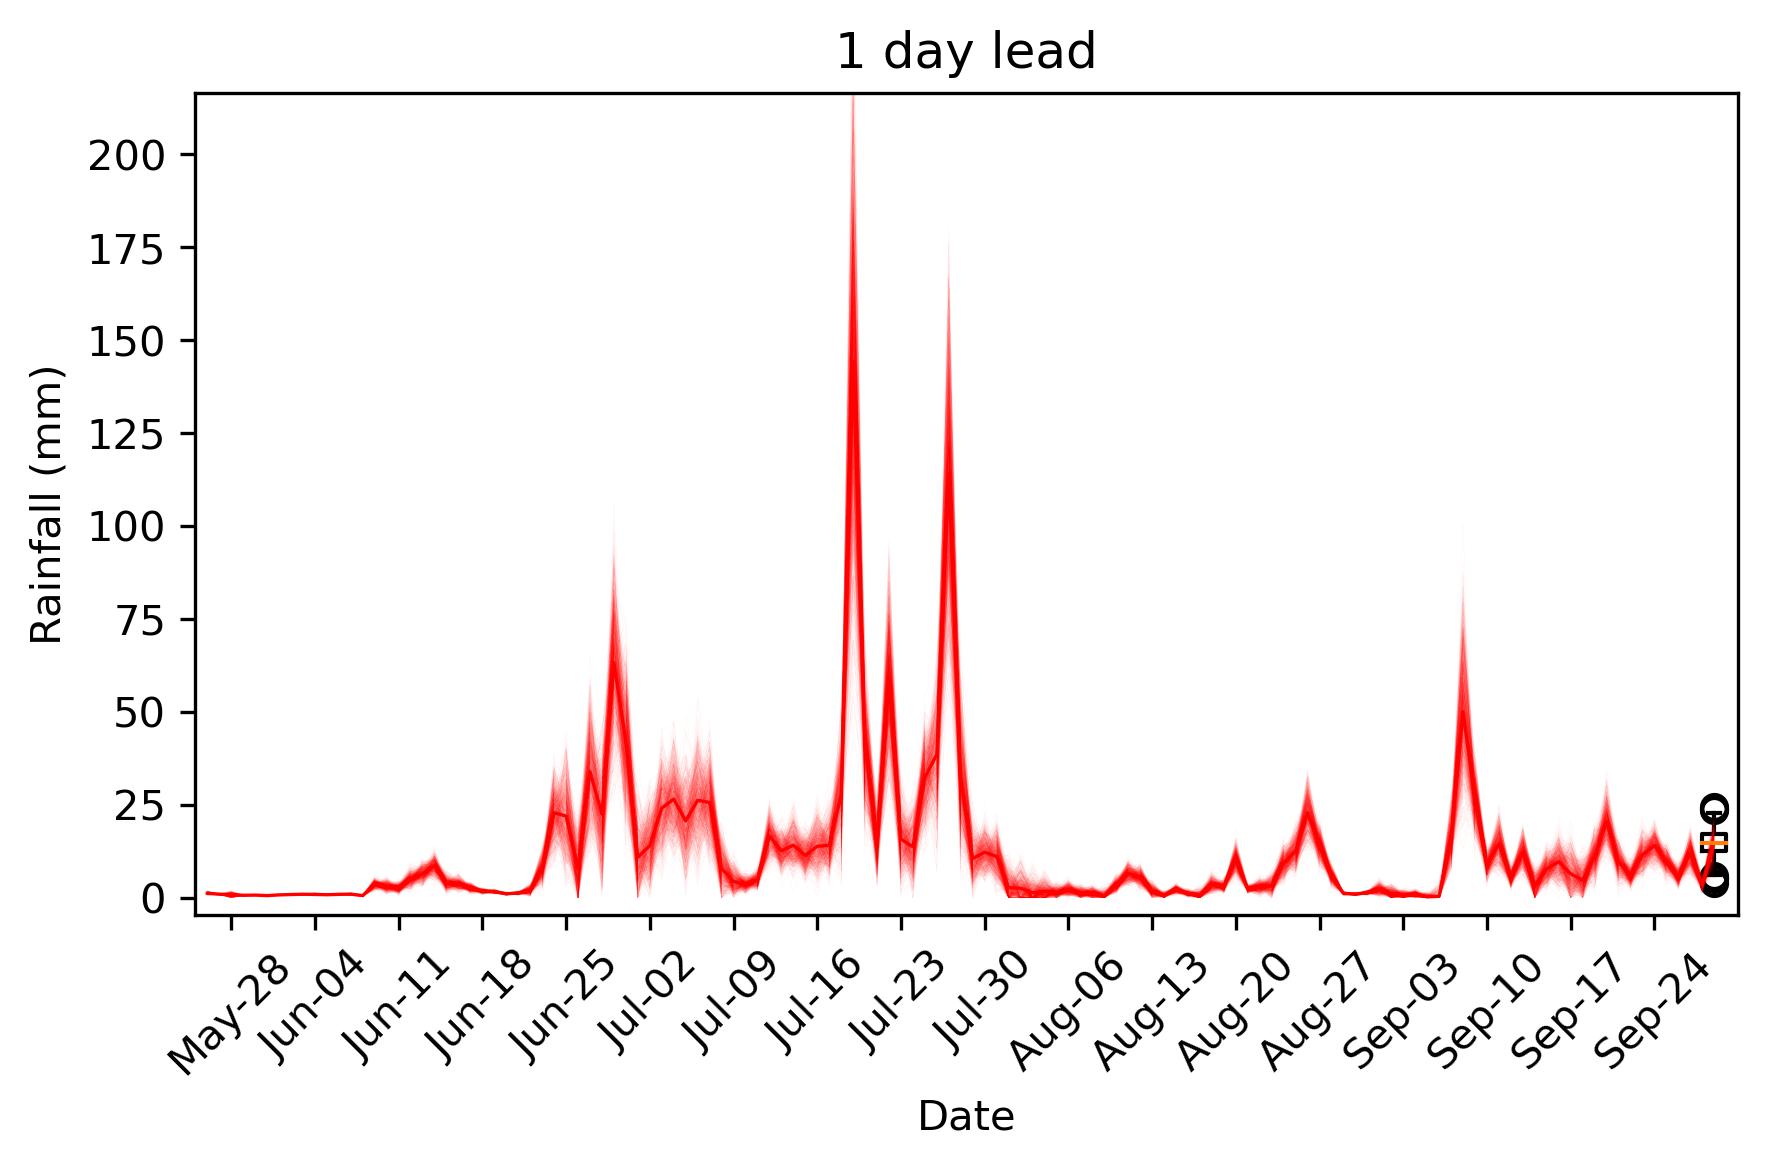 1 day lead
200
175
150
125
100
75
50
25
0
Rainfall (mm)
May-28
Jun-04
Jun-11
Jun-18
Jun-25
Jul-02
Jul-09
Jul-16
Jul-23
Jul-30
Aug-06
Aug-13
Aug-20
Aug-27
Sep-03
Sep-10
Sep-17
Sep-24
Date